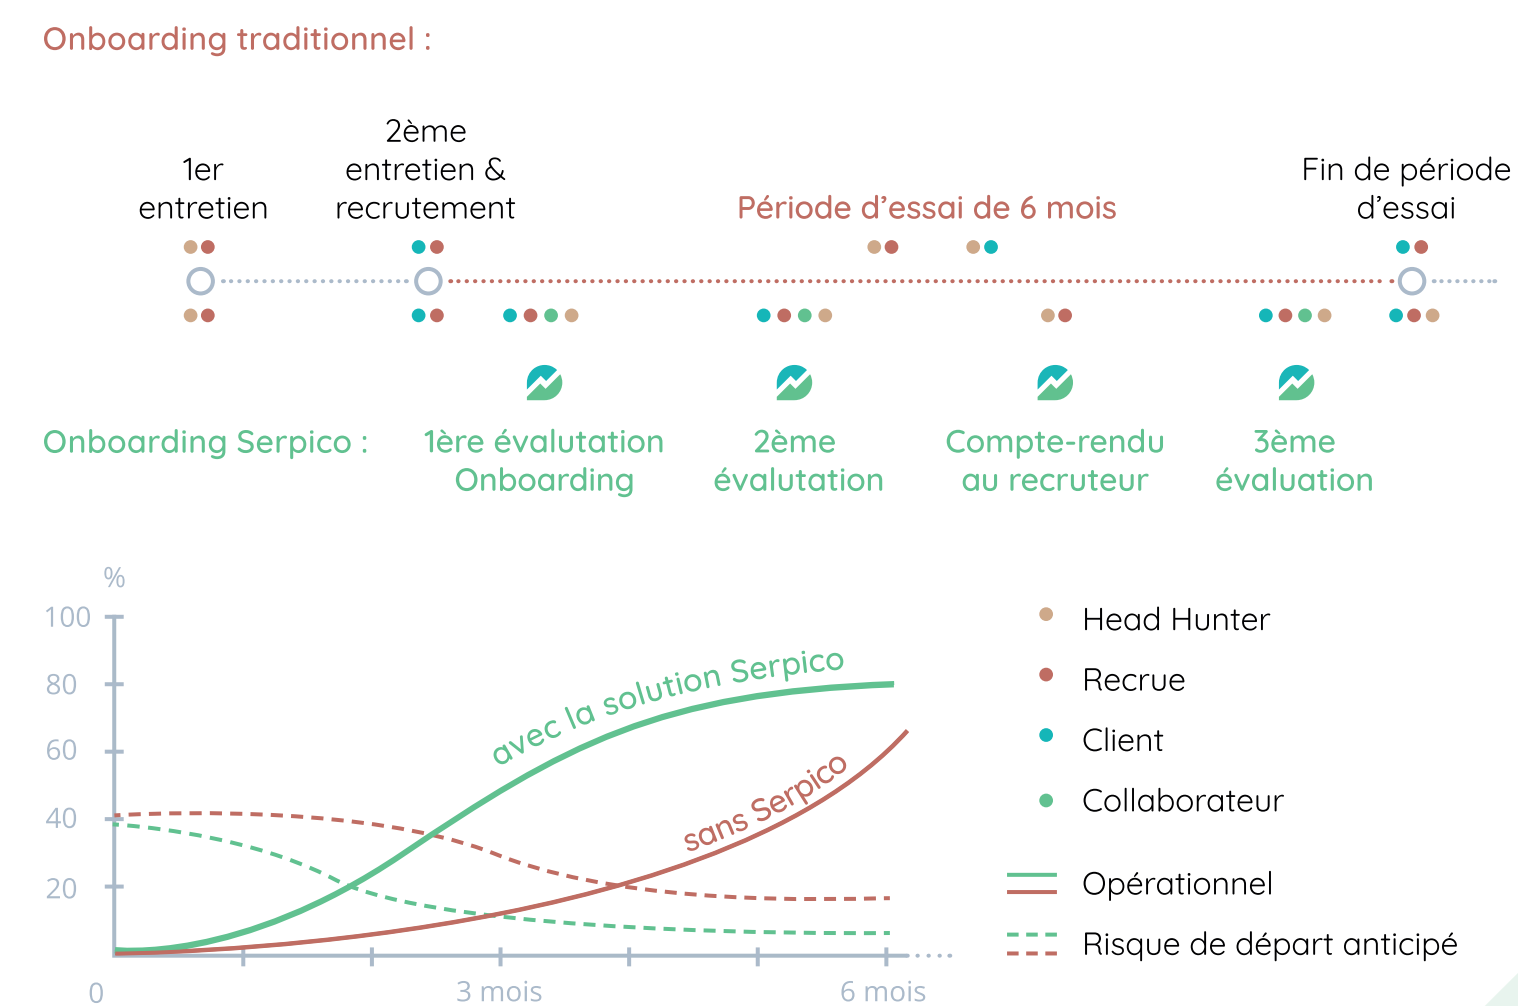 Onboarding traditionnel :
1er
entretien
2ème
entretien &
recrutement
Période d’essai de 6 mois
Fin de période
d’essai
Onboarding Serpico :
1ère évalutation
Onboarding
2ème
évalutation
Compte-rendu
au recruteur
3ème
évaluation
%
100
80
60
40
20
0
3 mois
6 mois
avec la solution Serpico
sans Serpico
Head Hunter
Recrue
Client
Collaborateur
Opérationnel
Risque de départ anticipé